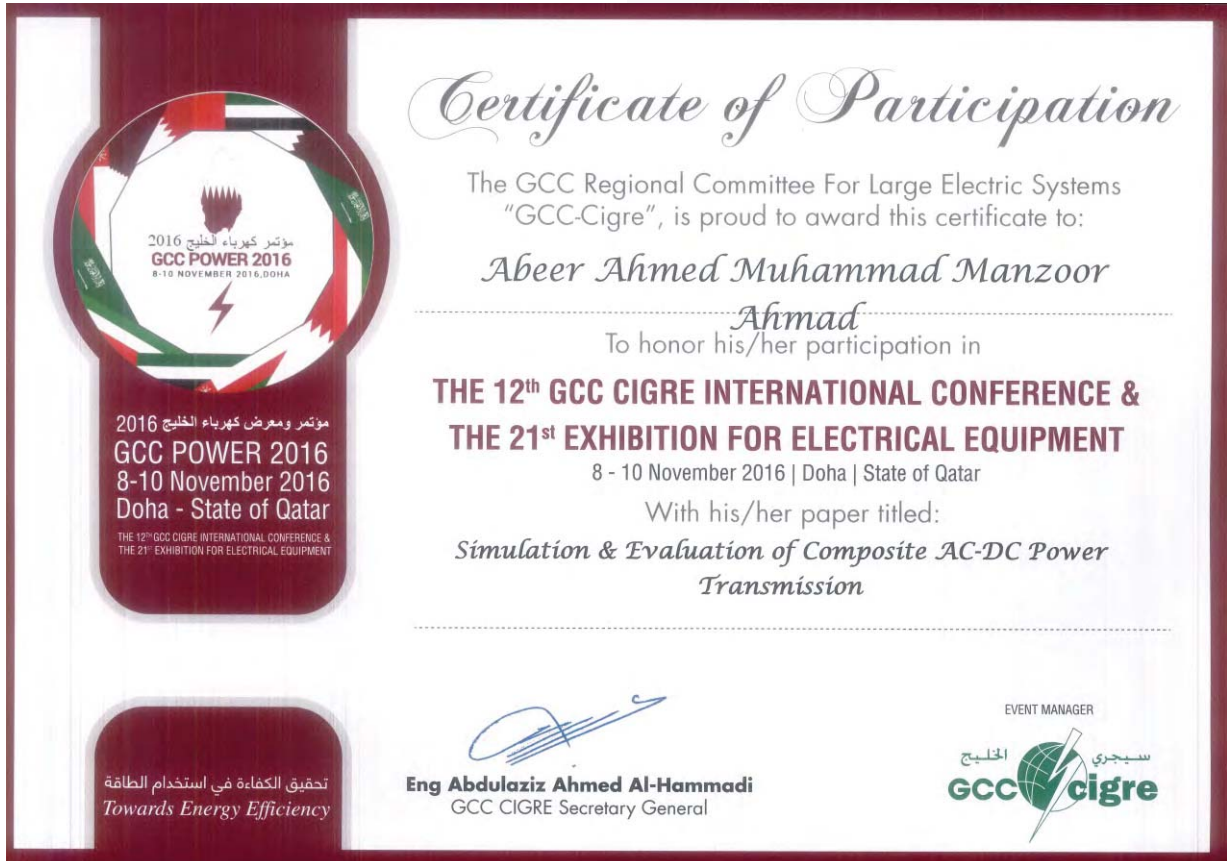 Certificate of Participation
The GCC Regional Committee For Large Electric Systems
“GCC-Cigre”, is proud to award this certificate to:
Abeer Ahmed Muhammad Manzoor
Ahmad
To honor his/her participation in
THE 12th GCC CIGRE INTERNATIONAL CONFERENCE &
THE 21st EXHIBITION FOR ELECTRICAL EQUIPMENT
8 - 10 November 2016 | Doha | State of Qatar
With his/her paper titled:
Simulation & Evaluation of Composite AC-DC Power
Transmission
Eng Abdulaziz Ahmed Al-Hammadi
GCC CIGRE Secretary General
EVENT MANAGER
سيجري الخليج
GCC cigre
مؤتمر كهرباء الخليج 2016
GCC POWER 2016
8-10 NOVEMBER 2016, DOHA
مؤتمر ومعرض كهرباء الخليج 2016
GCC POWER 2016
8-10 November 2016
Doha - State of Qatar
THE 12TH GCC CIGRE INTERNATIONAL CONFERENCE &
THE 21ST EXHIBITION FOR ELECTRICAL EQUIPMENT
تحقيق الكفاءة في استخدام الطاقة
Towards Energy Efficiency